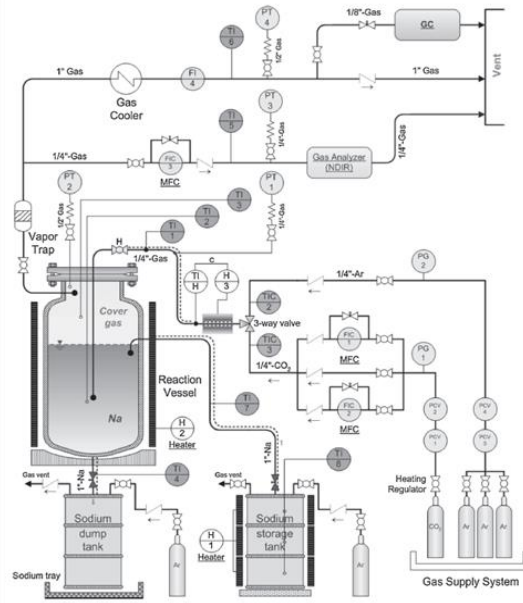 1/8"-Gas
GC
PT
4
TI
6
1/2" Gas
1" Gas
FI
4
Gas
Cooler
1" Gas
Vent
PT
3
TI
5
1/4"-Gas
1/4"-Gas
FIC
3
MFC
Gas Analyzer
(NDIR)
1/4"-Gas
PT
2
TI
3
TI
2
PT
1
1/2" Gas
1/4"-Gas
Vapor
Trap
TI
1
H
1/4"-Gas
C
TI
H
H
3
TIC
2
3-way valve
TIC
3
1/4"-Ar
PG
2
Cover
gas
FIC
1
MFC
PG
1
1/4"-CO2
FIC
2
MFC
Na
Reaction
Vessel
TI
7
H
2
Heater
PCV
2
PCV
4
PCV
1
PCV
5
Heating
Regulator
1"-Na
TI
4
1"-Na
TI
8
Gas vent
Gas vent
Sodium
dump
tank
Sodium
storage
tank
H
1
Heater
Ar
Ar
CO2
Ar
Ar
Ar
Sodium tray
Gas Supply System